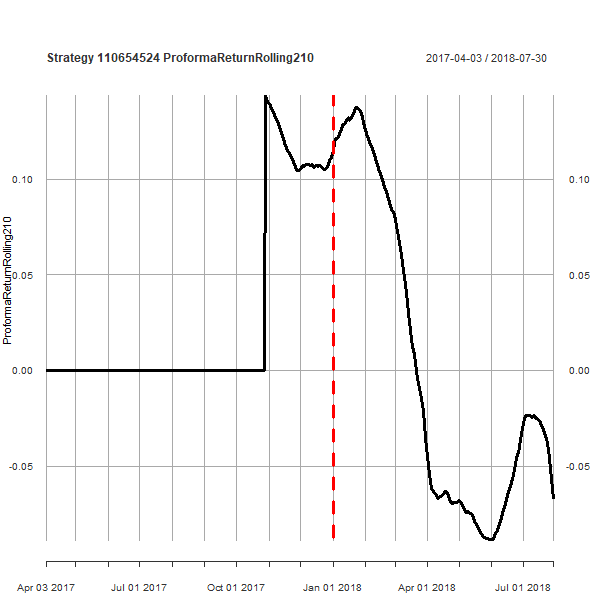 Strategy 110654524 ProformaReturnRolling210
2017-04-03 / 2018-07-30
ProformaReturnRolling210
0.10 0.10
0.05 0.05
0.00 0.00
-0.05 -0.05
Apr 03 2017 Jul 01 2017 Oct 01 2017 Jan 01 2018 Apr 01 2018 Jul 01 2018